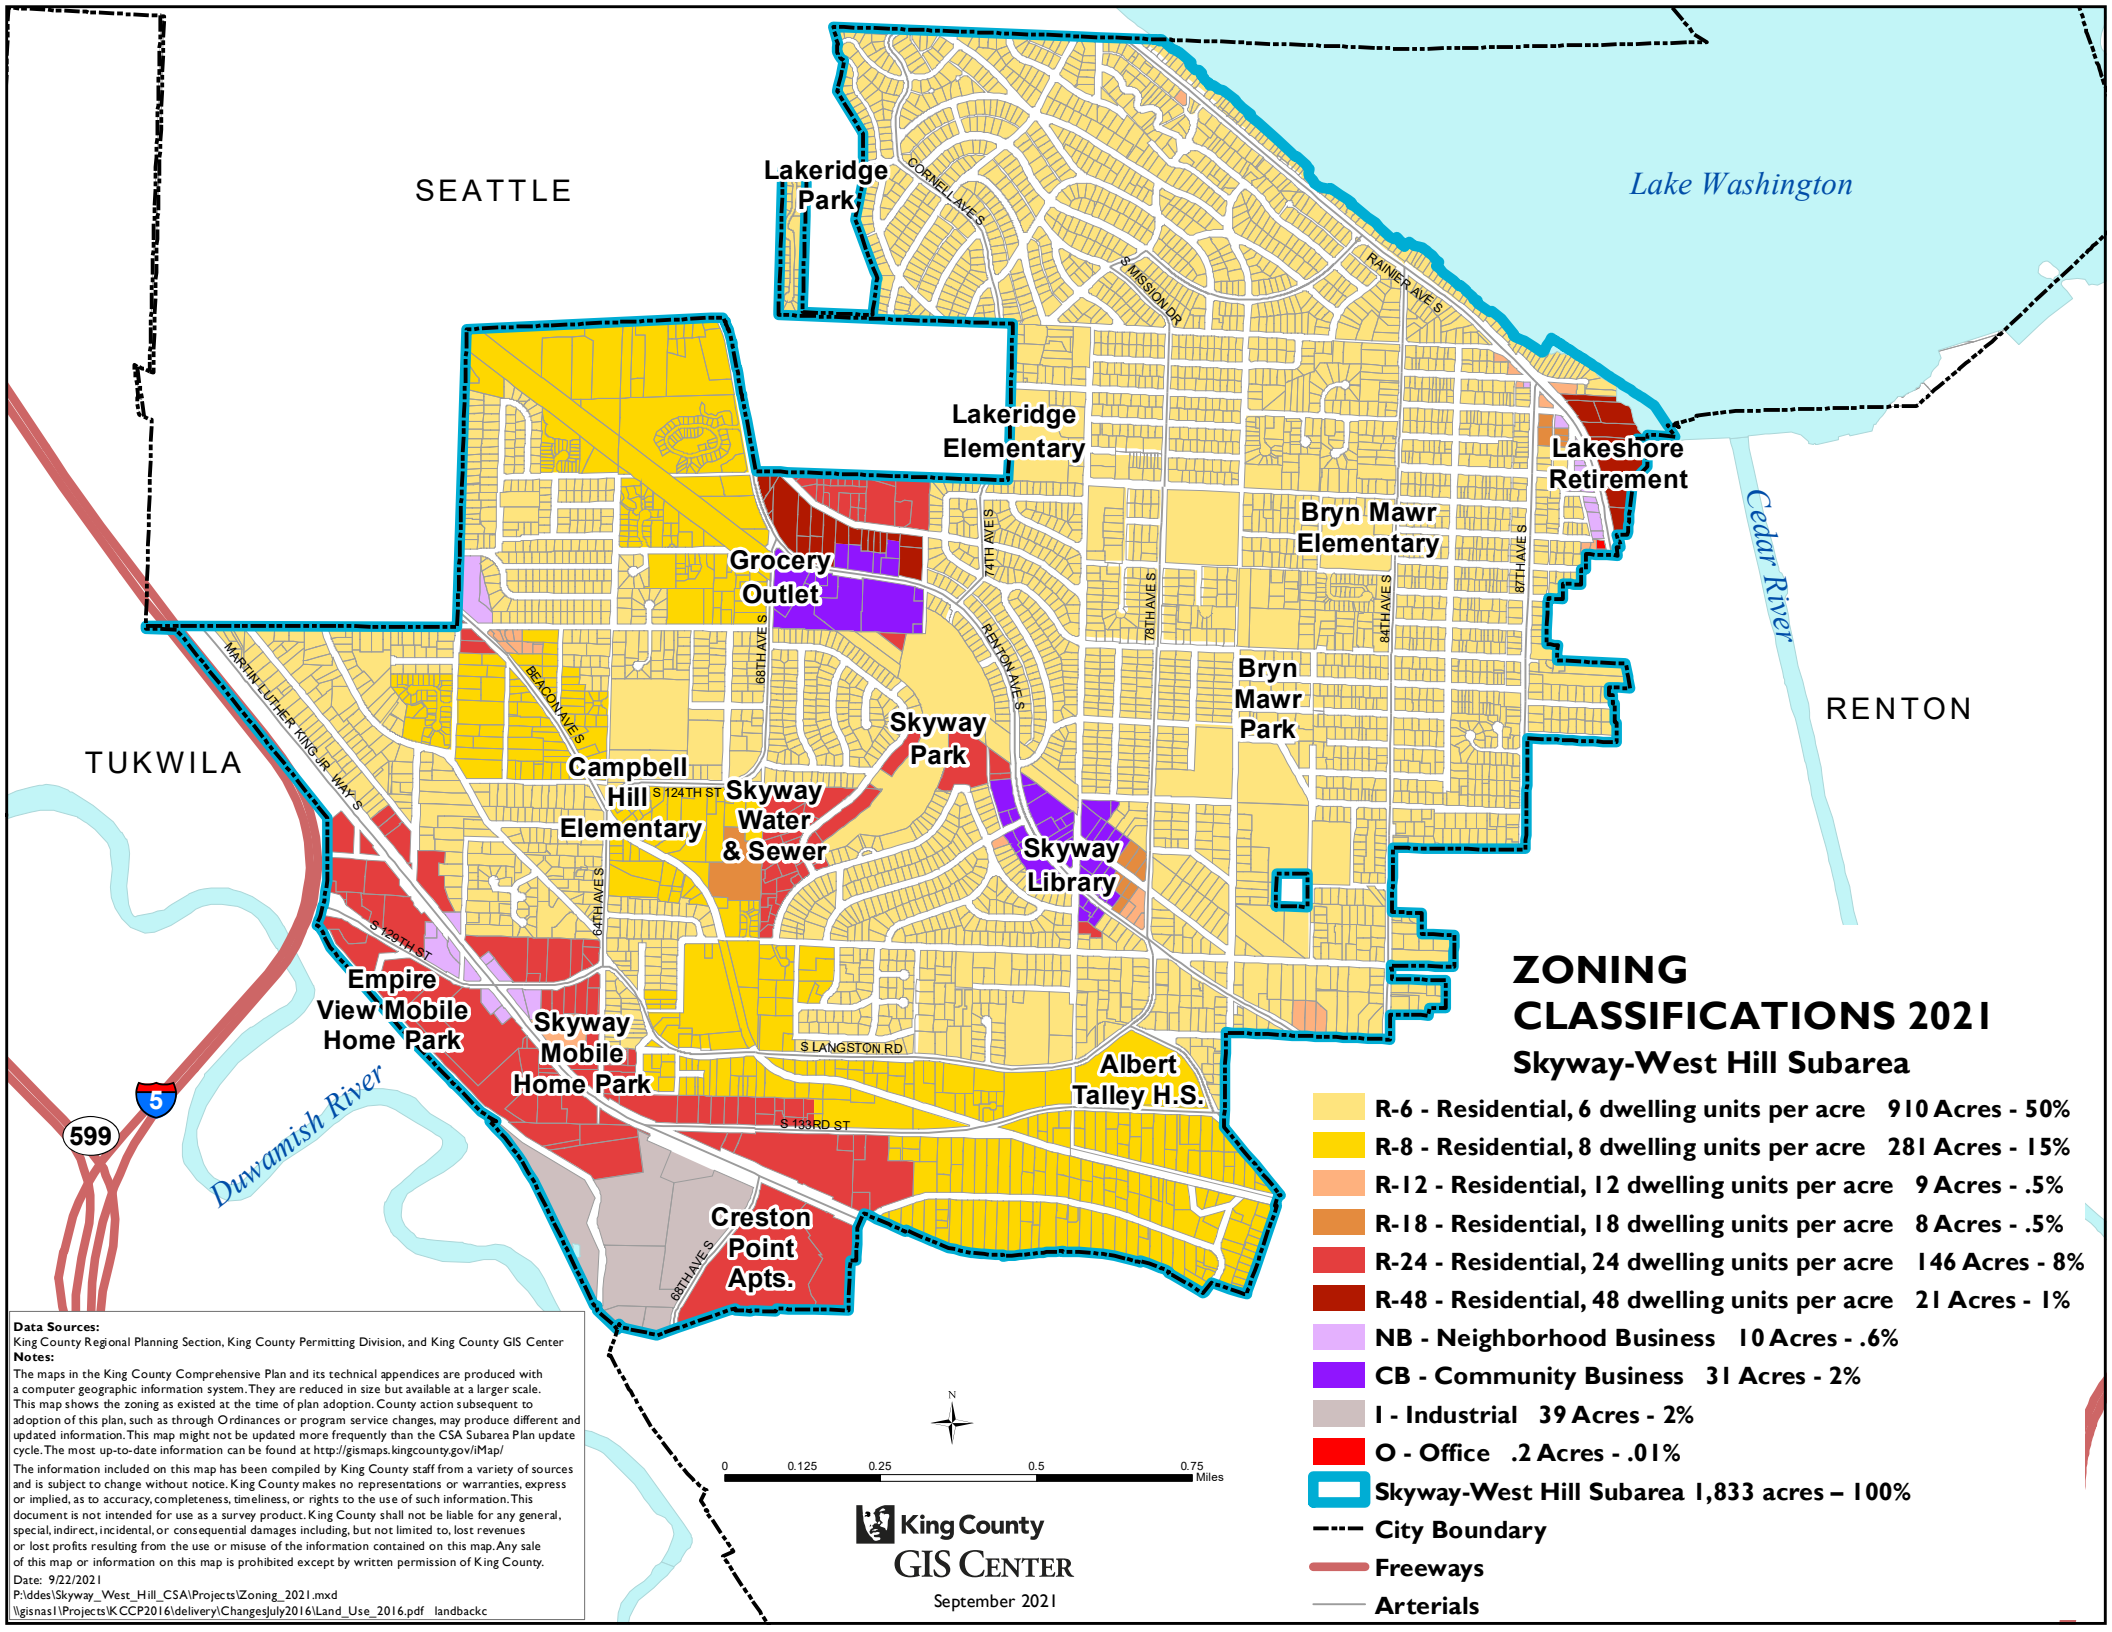 SEATTLE
Lakeridge
Park
CORNELL AVE S
Lake Washington
S MISSION DR
RAINIER AVE S
Lakeridge
Elementary
Lakeshore
Retirement
Bryn Mawr
Elementary
74TH AVE S
87TH AVE S
Cedar River
Grocery
Outlet
78TH AVE S
84TH AVE S
68TH AVE S
RENTON AVE S
MARTIN LUTHER KING JR WAY S
BEACON AVE S
Bryn
Mawr
Park
RENTON
TUKWILA
Skyway
Park
Campbell
Hill
Elementary
S 124TH ST
Skyway
Water
& Sewer
Skyway
Library
64TH AVE S
S 129TH ST
Empire
View Mobile
Home Park
Skyway
Mobile
Home Park
S LANGSTON RD
Albert
Talley H.S.
S 133RD ST
5
599
Duwamish River
Creston
Point
Apts.
68TH AVE S
ZONING
CLASSIFICATIONS 2021
Skyway-West Hill Subarea
R-6 - Residential, 6 dwelling units per acre 910 Acres - 50%
R-8 - Residential, 8 dwelling units per acre 281 Acres - 15%
R-12 - Residential, 12 dwelling units per acre 9 Acres - .5%
R-18 - Residential, 18 dwelling units per acre 8 Acres - .5%
R-24 - Residential, 24 dwelling units per acre 146 Acres - 8%
R-48 - Residential, 48 dwelling units per acre 21 Acres - 1%
NB - Neighborhood Business 10 Acres - .6%
CB - Community Business 31 Acres - 2%
I - Industrial 39 Acres - 2%
O - Office .2 Acres - .01%
Skyway-West Hill Subarea 1,833 acres – 100%
City Boundary
Freeways
Arterials
Data Sources:
King County Regional Planning Section, King County Permitting Division, and King County GIS Center
Notes:
The maps in the King County Comprehensive Plan and its technical appendices are produced with
a computer geographic information system. They are reduced in size but available at a larger scale.
This map shows the zoning as existed at the time of plan adoption. County action subsequent to
adoption of this plan, such as through Ordinances or program service changes, may produce different and
updated information. This map might not be updated more frequently than the CSA Subarea Plan update
cycle. The most up-to-date information can be found at http://gismaps.kingcounty.gov/iMap/
The information included on this map has been compiled by King County staff from a variety of sources
and is subject to change without notice. King County makes no representations or warranties, express
or implied, as to accuracy, completeness, timeliness, or rights to the use of such information. This
document is not intended for use as a survey product. King County shall not be liable for any general,
special, indirect, incidental, or consequential damages including, but not limited to, lost revenues
or lost profits resulting from the use or misuse of the information contained on this map. Any sale
of this map or information on this map is prohibited except by written permission of King County.
Date: 9/22/2021
P:\ddes\Skyway_West_Hill_CSA\Projects\Zoning_2021.mxd
\\gisnas1\Projects\KCCP2016\delivery\ChangesJuly2016\Land_Use_2016.pdf landbackc
N
0 0.125 0.25 0.5 0.75
Miles
King County
GIS CENTER
September 2021